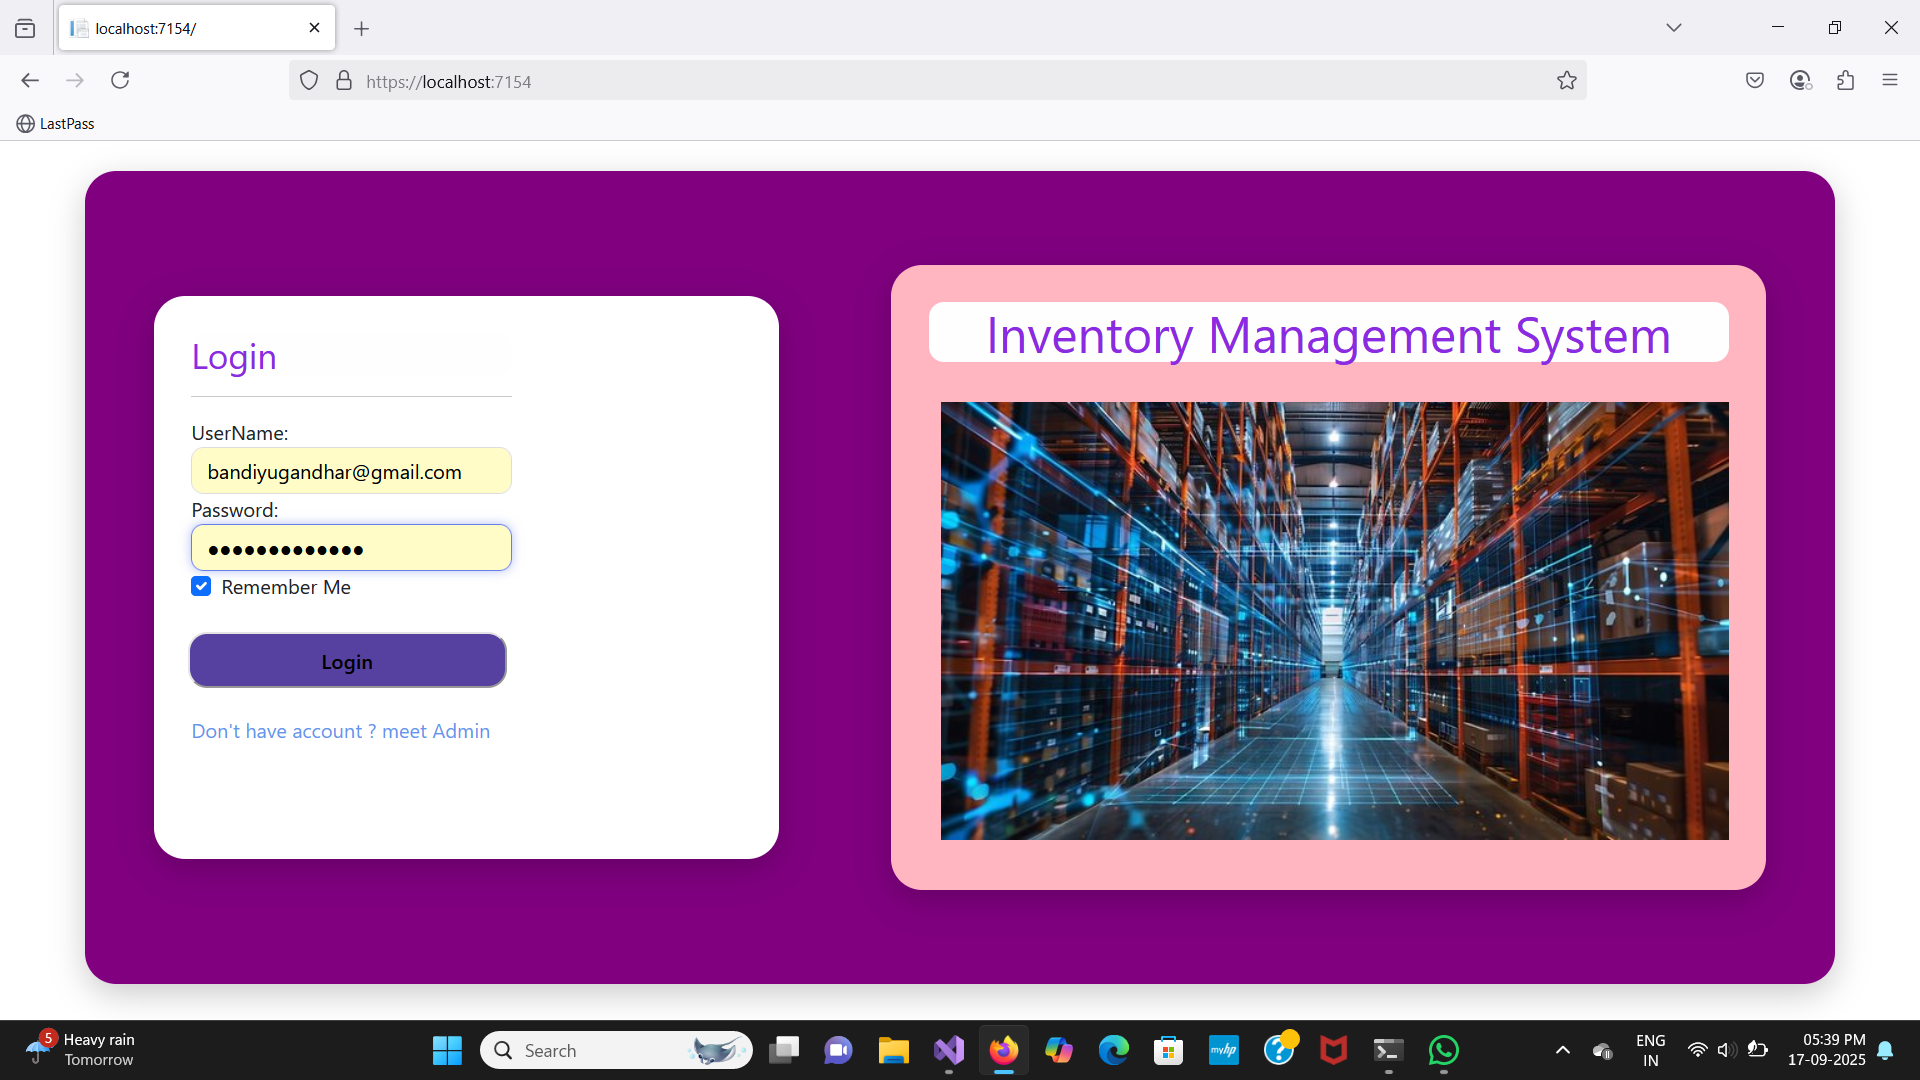 localhost:7154/
https://localhost:7154
LastPass
Login
UserName:
bandiyugandhar@gmail.com
Password:
●●●●●●●●●●●●●
Remember Me
Login
Don't have account ? meet Admin
Inventory Management System
5
Heavy rain
Tomorrow
Search
myhp
ENG
IN
05:39 PM
17-09-2025